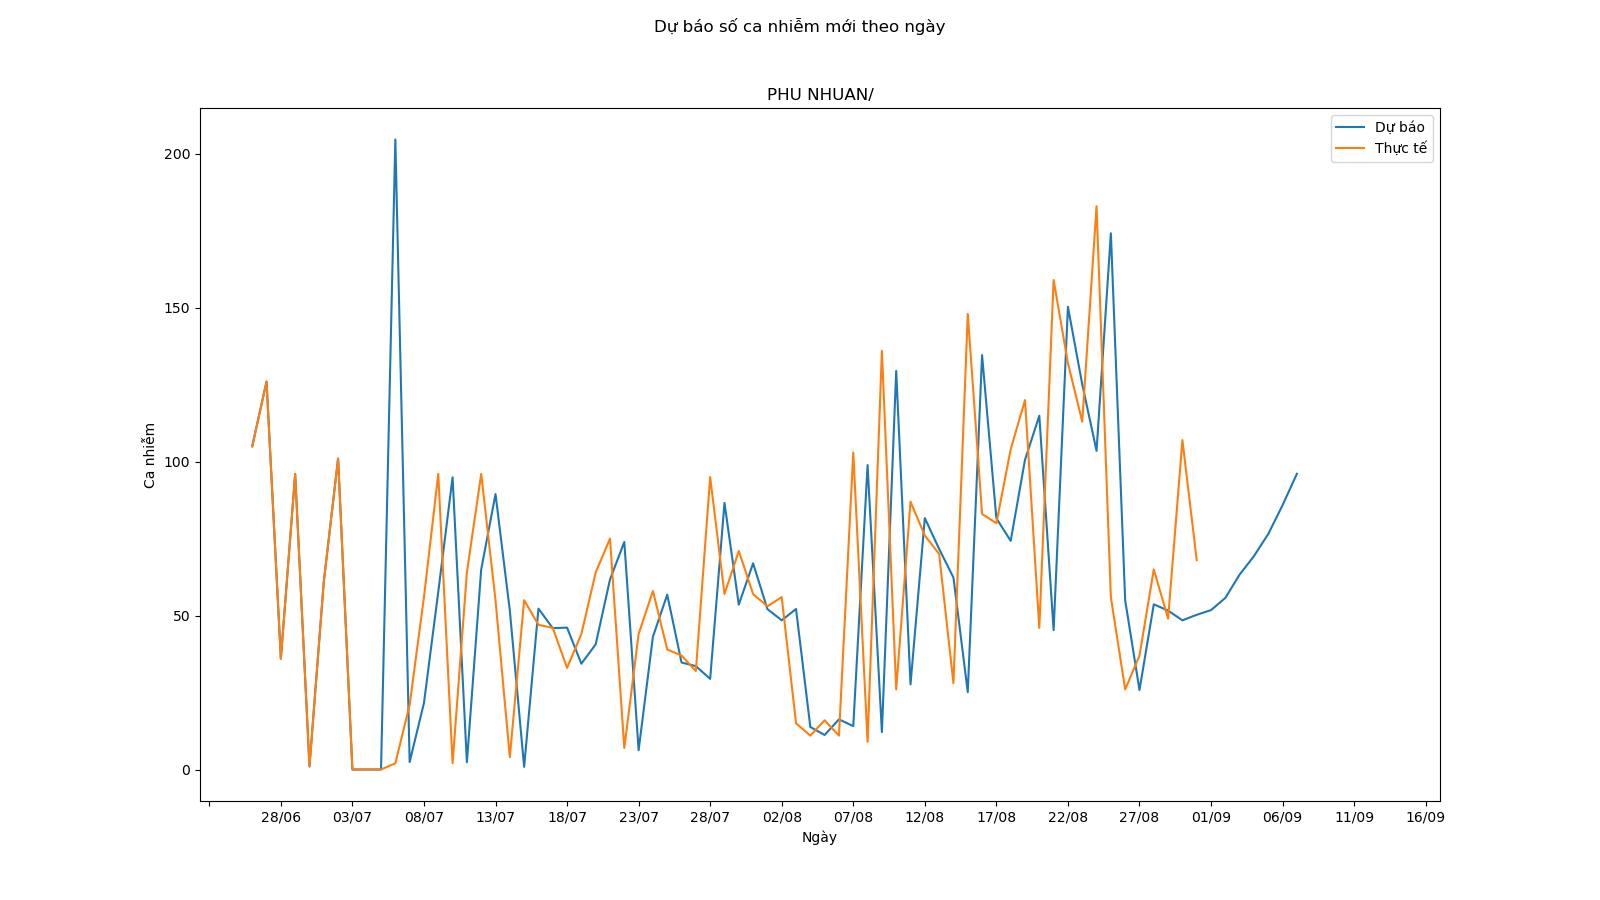 Dự báo số ca nhiễm mới theo ngày
PHU NHUAN/
Dự báo
Thực tế
200
150
100
50
0
Ca nhiễm
28/06 03/07 08/07 13/07 18/07 23/07 28/07 02/08 07/08 12/08 17/08 22/08 27/08 01/09 06/09 11/09 16/09
Ngày